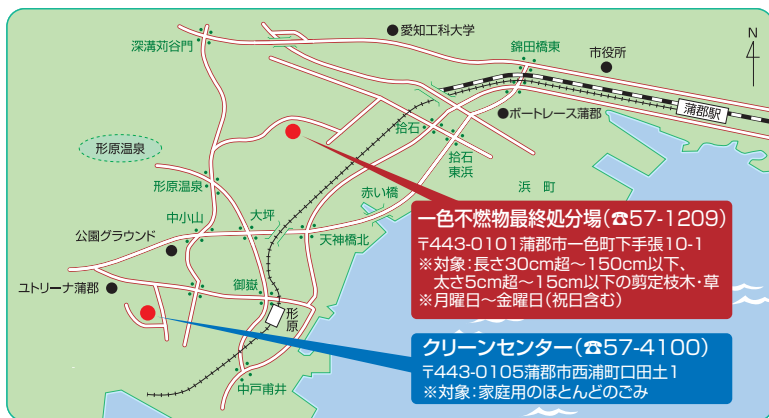 深溝苅谷門
愛知工科大学
錦田橋東
市役所
N
蒲郡駅
ボートレース蒲郡
拾石
拾石
東浜
形原温泉
形原温泉
浜町
赤い橋
中小山
大坪
天神橋北
公園グラウンド
ユトリーナ蒲郡
御嶽
形原
中戸甫井
一色不燃物最終処分場(☎57-1209)
〒443-0101蒲郡市一色町下手張10-1
※対象:長さ30cm超~150cm以下、
太さ5cm超~15cm以下の剪定枝木・草
※月曜日~金曜日(祝日含む)
クリーンセンター(☎57-4100)
〒443-0105蒲郡市西浦町口田土1
※対象:家庭用のほとんどのごみ